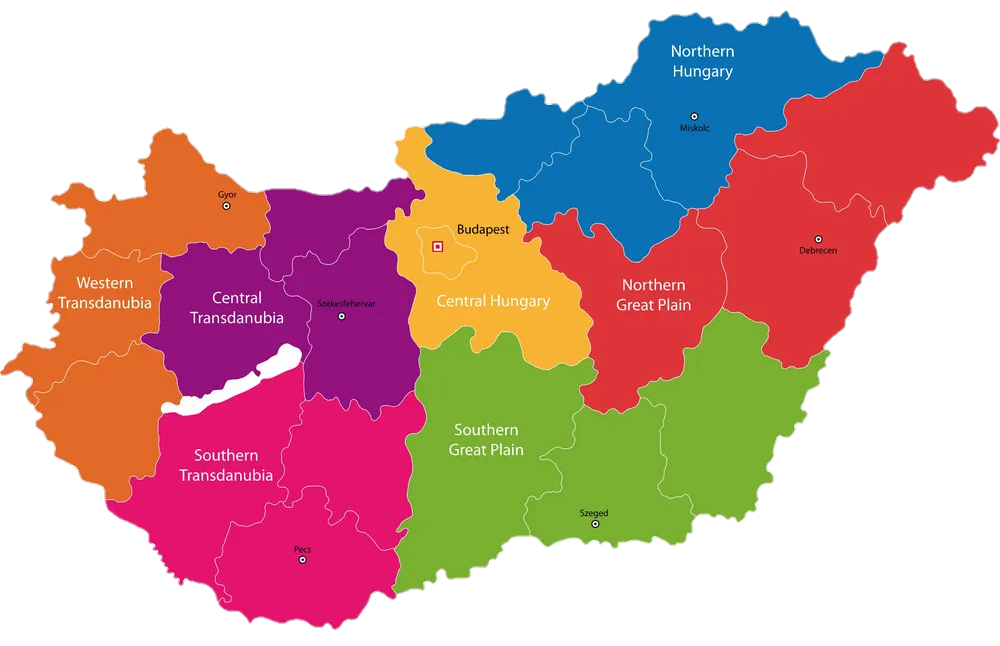 Northern
Hungary
Miskolc
Gyor
Budapest
Debrecen
Western
Transdanubia
Central
Transdanubia
Szekesfehervar
Central Hungary
Northern
Great Plain
Southern
Great Plain
Southern
Transdanubia
Szeged
Pecs